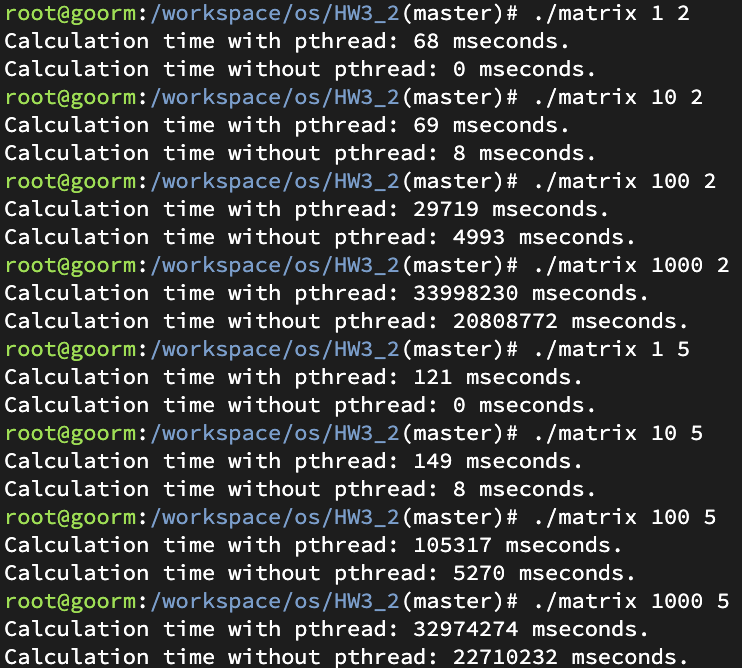 root@goorm:/workspace/os/HW3_2(master)# ./matrix 1 2
Calculation time with pthread: 68 mseconds.
Calculation time without pthread: 0 mseconds.
root@goorm:/workspace/os/HW3_2(master)# ./matrix 10 2
Calculation time with pthread: 69 mseconds.
Calculation time without pthread: 8 mseconds.
root@goorm:/workspace/os/HW3_2(master)# ./matrix 100 2
Calculation time with pthread: 29719 mseconds.
Calculation time without pthread: 4993 mseconds.
root@goorm:/workspace/os/HW3_2(master)# ./matrix 1000 2
Calculation time with pthread: 33998230 mseconds.
Calculation time without pthread: 20808772 mseconds.
root@goorm:/workspace/os/HW3_2(master)# ./matrix 1 5
Calculation time with pthread: 121 mseconds.
Calculation time without pthread: 0 mseconds.
root@goorm:/workspace/os/HW3_2(master)# ./matrix 10 5
Calculation time with pthread: 149 mseconds.
Calculation time without pthread: 8 mseconds.
root@goorm:/workspace/os/HW3_2(master)# ./matrix 100 5
Calculation time with pthread: 105317 mseconds.
Calculation time without pthread: 5270 mseconds.
root@goorm:/workspace/os/HW3_2(master)# ./matrix 1000 5
Calculation time with pthread: 32974274 mseconds.
Calculation time without pthread: 22710232 mseconds.